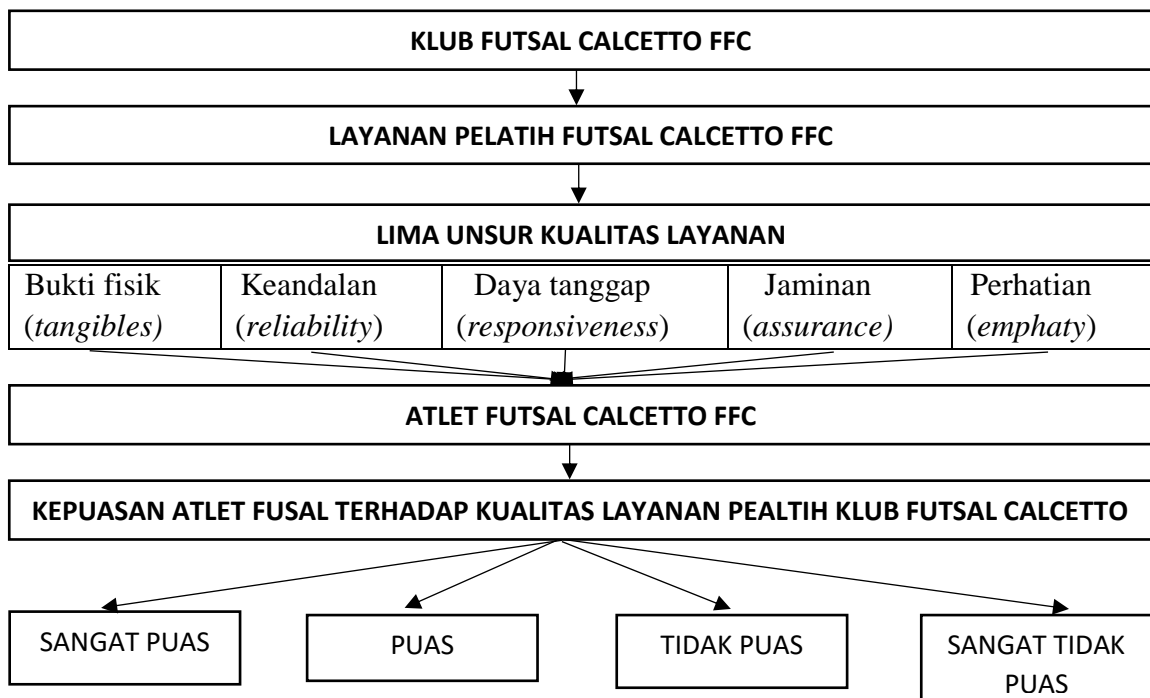 KLUB FUTSAL CALCETTO FFC
LAYANAN PELATIH FUTSAL CALCETTO FFC
LIMA UNSUR KUALITAS LAYANAN
Bukti fisik
(tangibles)
Keandalan
(reliability)
Daya tanggap
(responsiveness)
Jaminan
(assurance)
Perhatian
(emphaty)
ATLET FUTSAL CALCETTO FFC
KEPUASAN ATLET FUSAL TERHADAP KUALITAS LAYANAN PEALTIH KLUB FUTSAL CALCETTO
SANGAT PUAS
PUAS
TIDAK PUAS
SANGAT TIDAK
PUAS